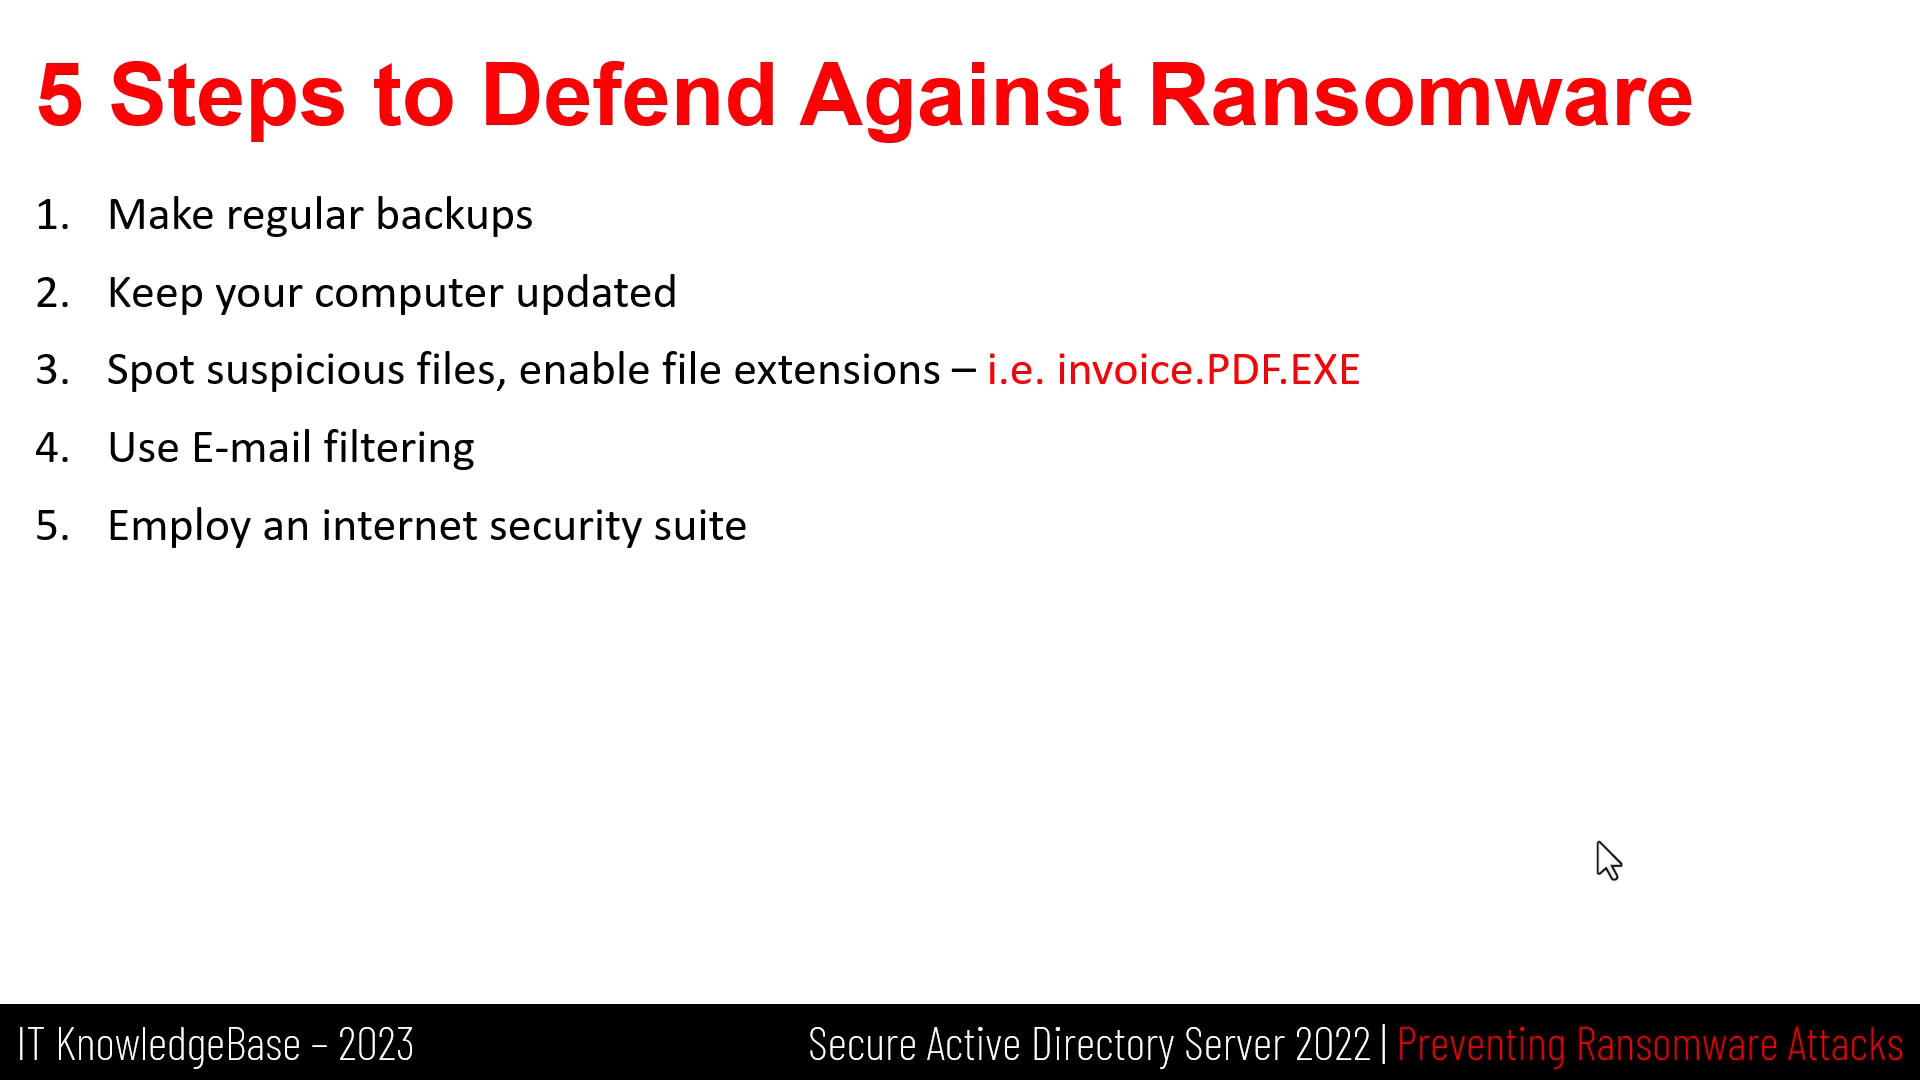 5 Steps to Defend Against Ransomware
1. Make regular backups
2. Keep your computer updated
3. Spot suspicious files, enable file extensions – i.e. invoice.PDF.EXE
4. Use E-mail filtering
5. Employ an internet security suite
IT KnowledgeBase – 2023
Secure Active Directory Server 2022 | Preventing Ransomware Attacks